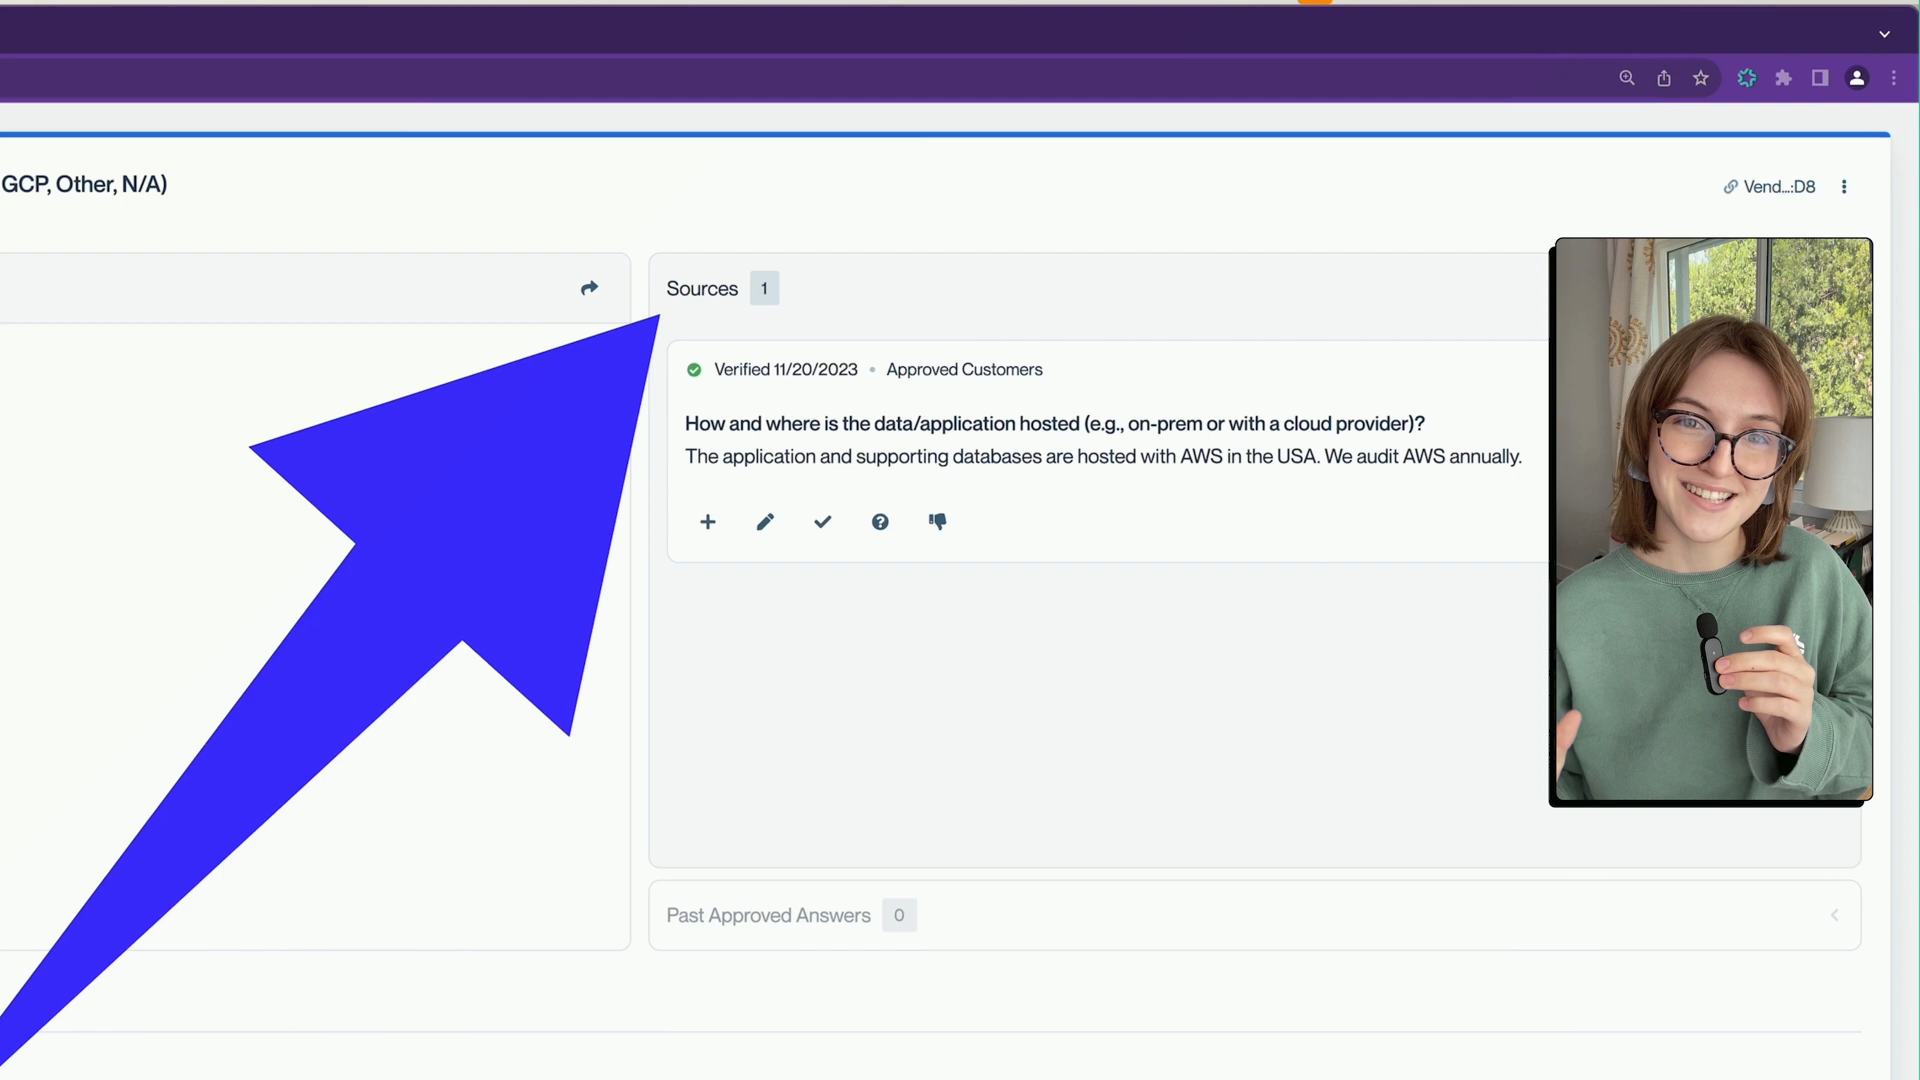 GCP, Other, N/A)
Vend...:D8
Sources 1
Verified 11/20/2023 • Approved Customers
How and where is the data/application hosted (e.g., on-prem or with a cloud provider)?
The application and supporting databases are hosted with AWS in the USA. We audit AWS annually.
Past Approved Answers 0